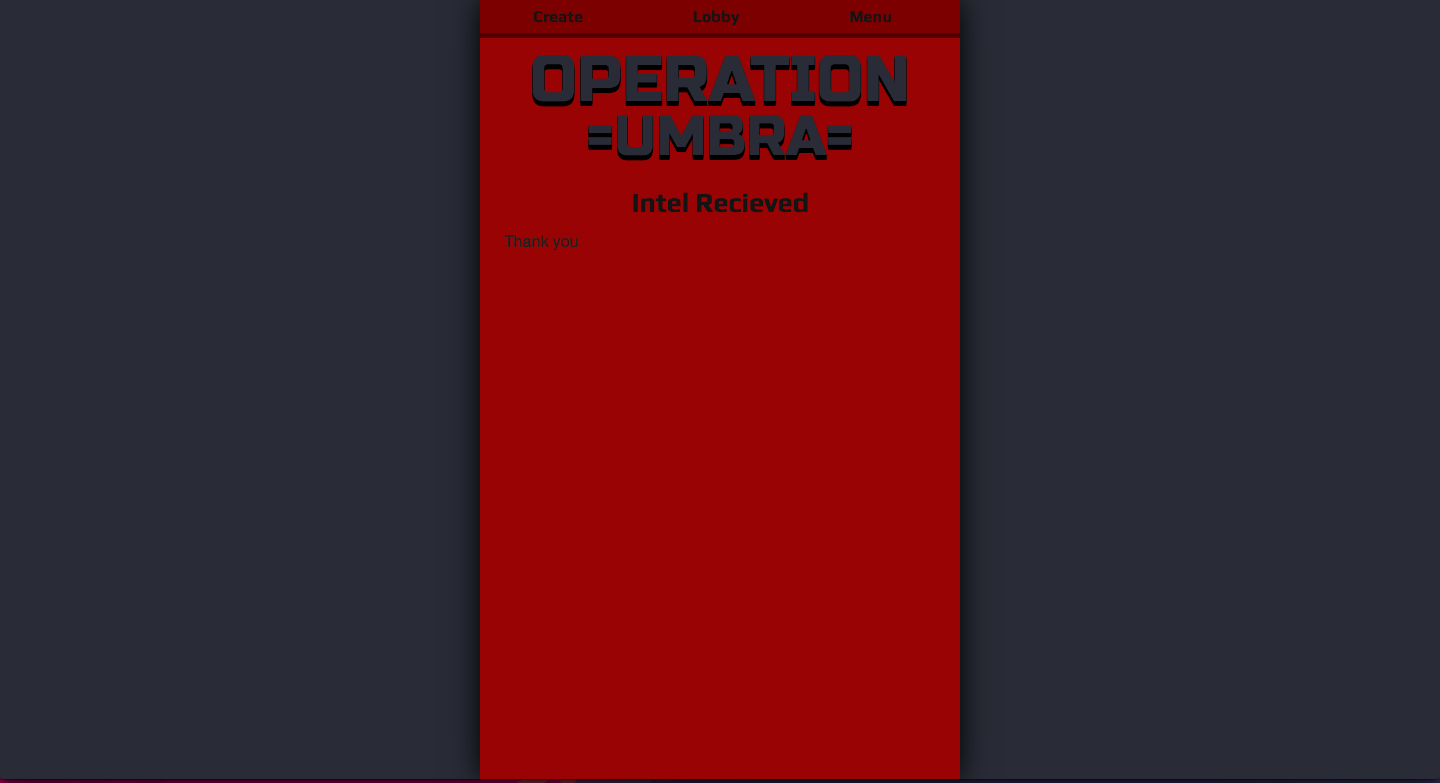 Create Lobby Menu
OPERATION
=UMBRA=
Intel Recieved
Thank you